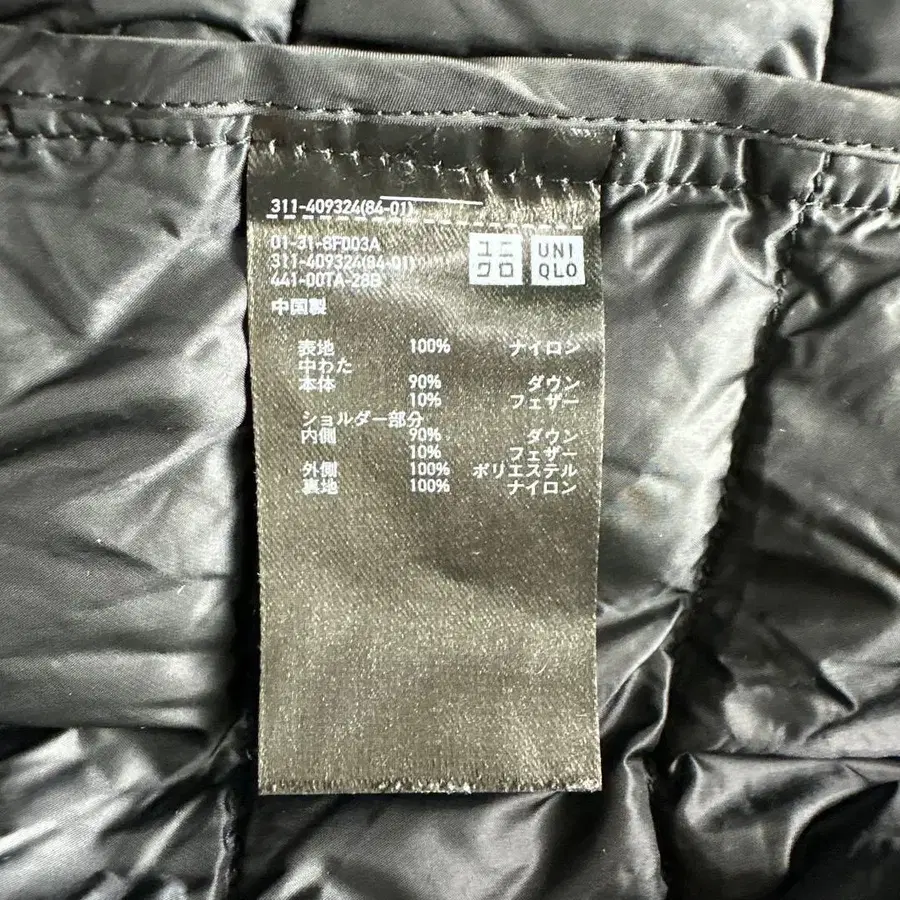 311-409324(84-01)
01-31-8F003A
311-409324(84-01)
441-00TA-28B
中国製
ユニ
クロ
UNI
QLO
表地 100% ナイロン
中わた
本体 90% ダウン
10% フェザー
ショルダー部分
内側 90% ダウン
10% フェザー
外側 100% ポリエステル
裏地 100% ナイロン